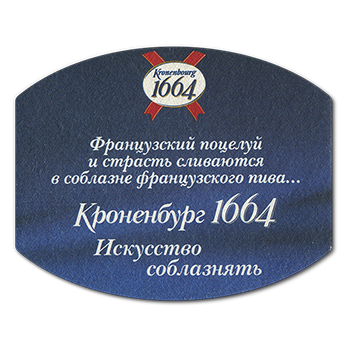 Kronenbourg
1664
Французский поцелуй
и страсть сливаются
в соблазне французского пива...
Кроненбург 1664
Искусство
соблазнять